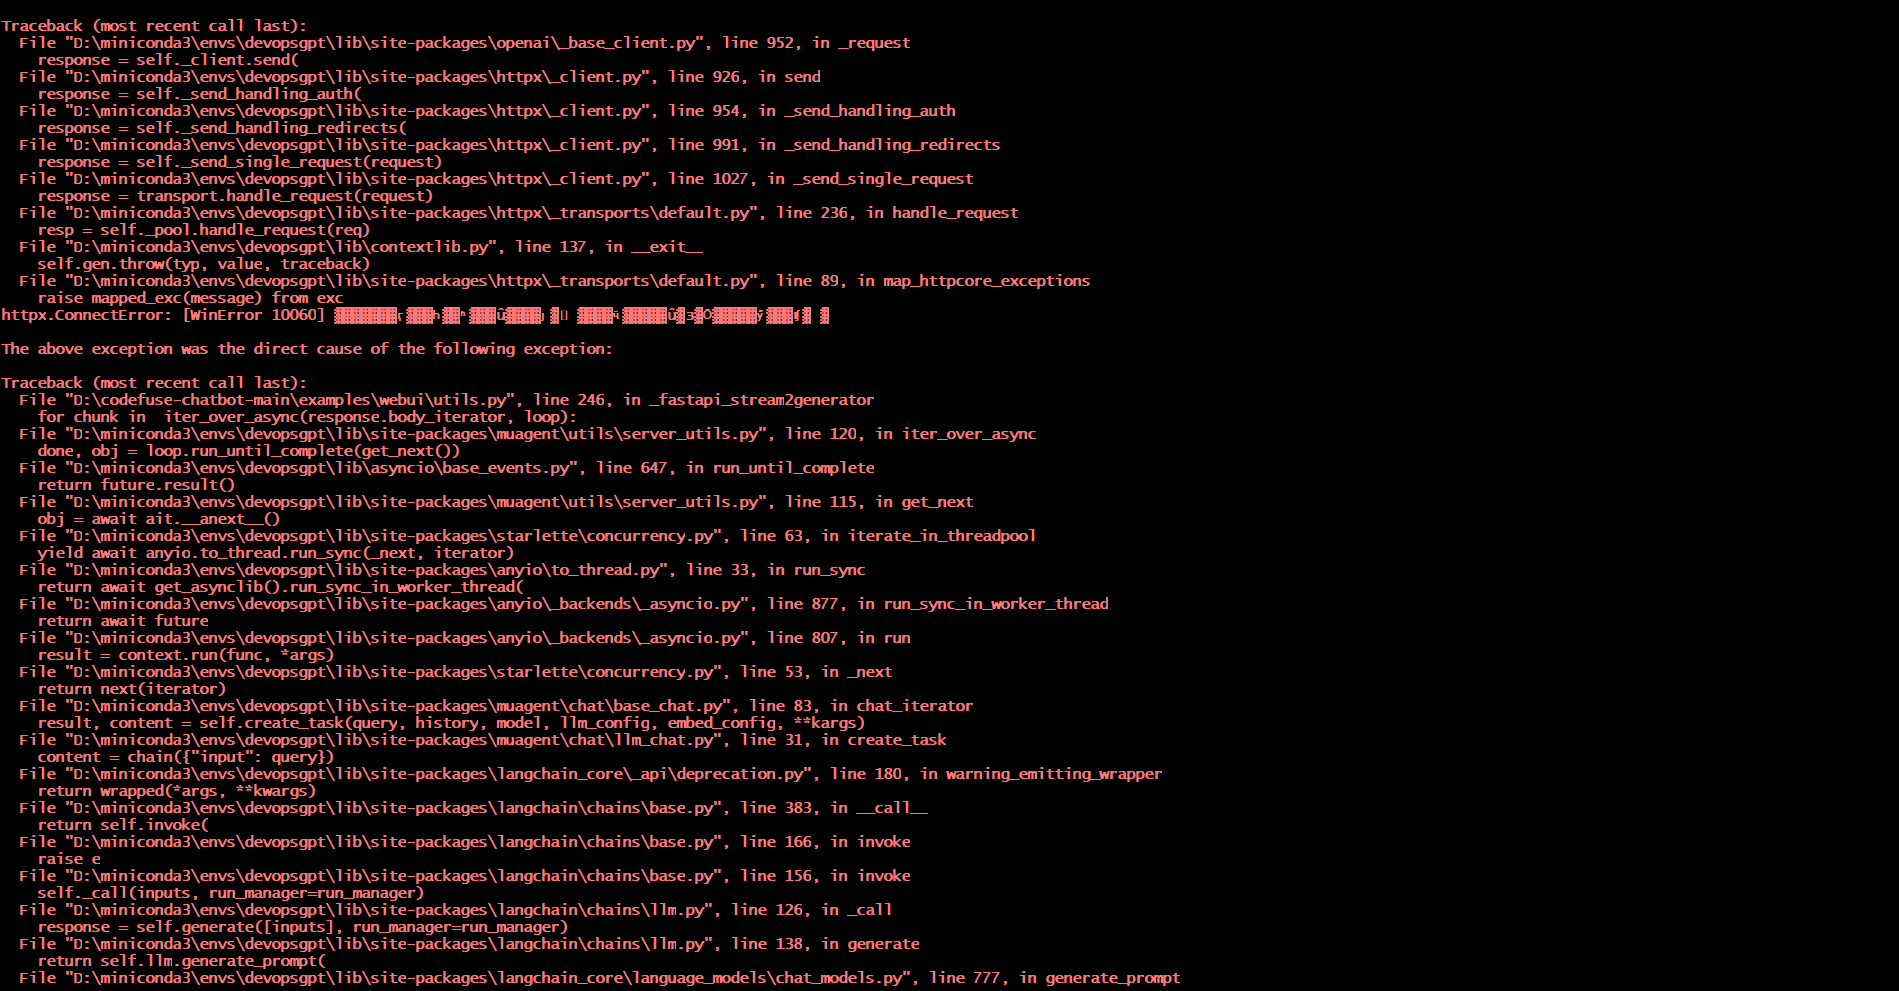 Traceback (most recent call last):
  File "D:\miniconda3\envs\devopsgpt\lib\site-packages\openai\_base_client.py", line 952, in _request
    response = self._client.send(
  File "D:\miniconda3\envs\devopsgpt\lib\site-packages\httpx\_client.py", line 926, in send
    response = self._send_handling_auth(
  File "D:\miniconda3\envs\devopsgpt\lib\site-packages\httpx\_client.py", line 954, in _send_handling_auth
    response = self._send_handling_redirects(
  File "D:\miniconda3\envs\devopsgpt\lib\site-packages\httpx\_client.py", line 991, in _send_handling_redirects
    response = self._send_single_request(request)
  File "D:\miniconda3\envs\devopsgpt\lib\site-packages\httpx\_client.py", line 1027, in _send_single_request
    response = transport.handle_request(request)
  File "D:\miniconda3\envs\devopsgpt\lib\site-packages\httpx\_transports\default.py", line 236, in handle_request
    resp = self._pool.handle_request(req)
  File "D:\miniconda3\envs\devopsgpt\lib\contextlib.py", line 137, in __exit__
    self.gen.throw(typ, value, traceback)
  File "D:\miniconda3\envs\devopsgpt\lib\site-packages\httpx\_transports\default.py", line 89, in map_httpcore_exceptions
    raise mapped_exc(message) from exc
httpx.ConnectError: [WinError 10060]
The above exception was the direct cause of the following exception:
Traceback (most recent call last):
  File "D:\codefuse-chatbot-main\examples\webui\utils.py", line 246, in _fastapi_stream2generator
    for chunk in  iter_over_async(response.body_iterator, loop):
  File "D:\miniconda3\envs\devopsgpt\lib\site-packages\muagent\utils\server_utils.py", line 120, in iter_over_async
    done, obj = loop.run_until_complete(get_next())
  File "D:\miniconda3\envs\devopsgpt\lib\asyncio\base_events.py", line 647, in run_until_complete
    return future.result()
  File "D:\miniconda3\envs\devopsgpt\lib\site-packages\muagent\utils\server_utils.py", line 115, in get_next
    obj = await ait.__anext__()
  File "D:\miniconda3\envs\devopsgpt\lib\site-packages\starlette\concurrency.py", line 63, in iterate_in_threadpool
    yield await anyio.to_thread.run_sync(_next, iterator)
  File "D:\miniconda3\envs\devopsgpt\lib\site-packages\anyio\to_thread.py", line 33, in run_sync
    return await get_asynclib().run_sync_in_worker_thread(
  File "D:\miniconda3\envs\devopsgpt\lib\site-packages\anyio\_backends\_asyncio.py", line 877, in run_sync_in_worker_thread
    return await future
  File "D:\miniconda3\envs\devopsgpt\lib\site-packages\anyio\_backends\_asyncio.py", line 807, in run
    result = context.run(func, *args)
  File "D:\miniconda3\envs\devopsgpt\lib\site-packages\starlette\concurrency.py", line 53, in _next
    return next(iterator)
  File "D:\miniconda3\envs\devopsgpt\lib\site-packages\muagent\chat\base_chat.py", line 83, in chat_iterator
    result, content = self.create_task(query, history, model, llm_config, embed_config, **kargs)
  File "D:\miniconda3\envs\devopsgpt\lib\site-packages\muagent\chat\llm_chat.py", line 31, in create_task
    content = chain({"input": query})
  File "D:\miniconda3\envs\devopsgpt\lib\site-packages\langchain_core\_api\deprecation.py", line 180, in warning_emitting_wrapper
    return wrapped(*args, **kwargs)
  File "D:\miniconda3\envs\devopsgpt\lib\site-packages\langchain\chains\base.py", line 383, in __call__
    return self.invoke(
  File "D:\miniconda3\envs\devopsgpt\lib\site-packages\langchain\chains\base.py", line 166, in invoke
    raise e
  File "D:\miniconda3\envs\devopsgpt\lib\site-packages\langchain\chains\base.py", line 156, in invoke
    self._call(inputs, run_manager=run_manager)
  File "D:\miniconda3\envs\devopsgpt\lib\site-packages\langchain\chains\llm.py", line 126, in _call
    response = self.generate([inputs], run_manager=run_manager)
  File "D:\miniconda3\envs\devopsgpt\lib\site-packages\langchain\chains\llm.py", line 138, in generate
    return self.llm.generate_prompt(
  File "D:\miniconda3\envs\devopsgpt\lib\site-packages\langchain_core\language_models\chat_models.py", line 777, in generate_prompt